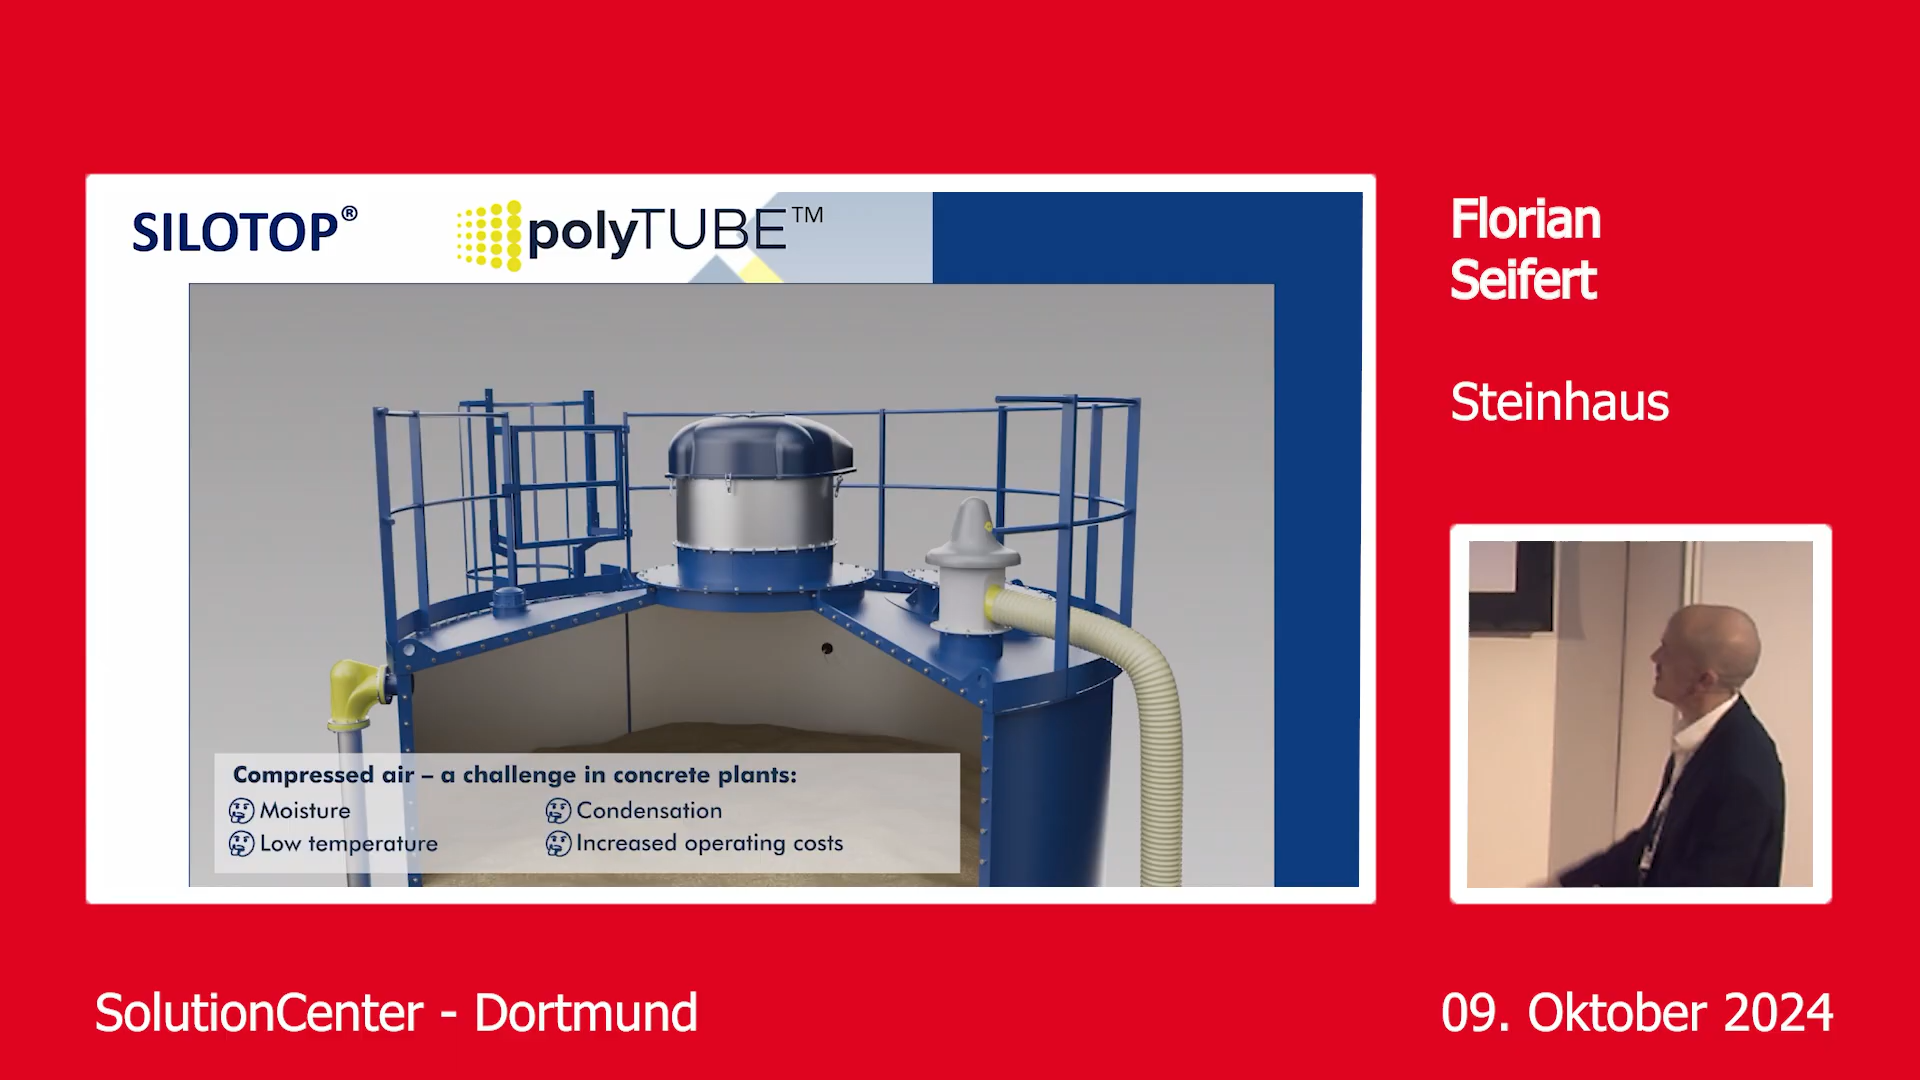 SILOTOP®
polyTUBE™
Compressed air – a challenge in concrete plants:
Moisture
Condensation
Low temperature
Increased operating costs
Florian
Seifert
Steinhaus
SolutionCenter - Dortmund
09. Oktober 2024